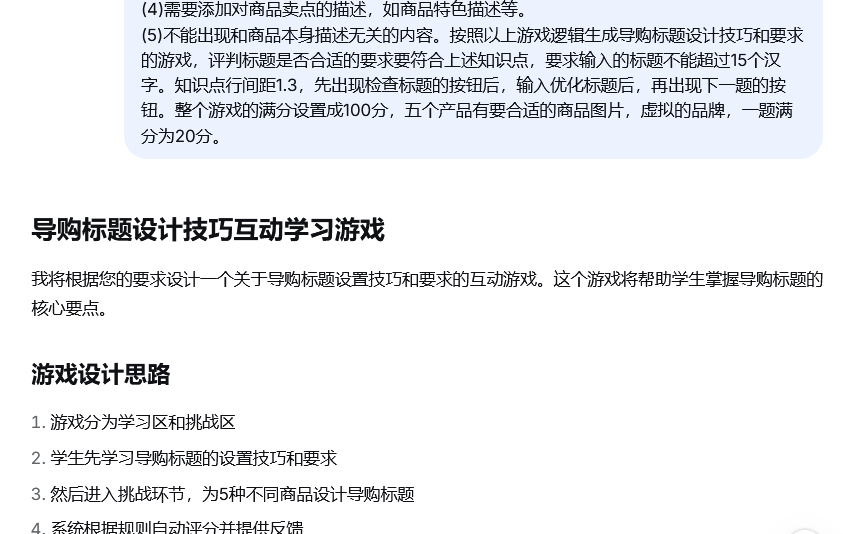 (4)需要添加对商品卖点的描述，如商品特色描述等。
(5)不能出现和商品本身描述无关的内容。按照以上游戏逻辑生成导购标题设计技巧和要求
的游戏，评判标题是否合适的要求要符合上述知识点，要求输入的标题不能超过15个汉
字。知识点行间距1.3，先出现检查标题的按钮后，输入优化标题后，再出现下一题的按
钮。整个游戏的满分设置成100分，五个产品有要合适的商品图片，虚拟的品牌，一题满
分为20分。
导购标题设计技巧互动学习游戏
我将根据您的要求设计一个关于导购标题设置技巧和要求的互动游戏。这个游戏将帮助学生掌握导购标题的
核心要点。
游戏设计思路
1. 游戏分为学习区和挑战区
2. 学生先学习导购标题的设置技巧和要求
3. 然后进入挑战环节，为5种不同商品设计导购标题
4. 系统根据规则自动评分并提供反馈